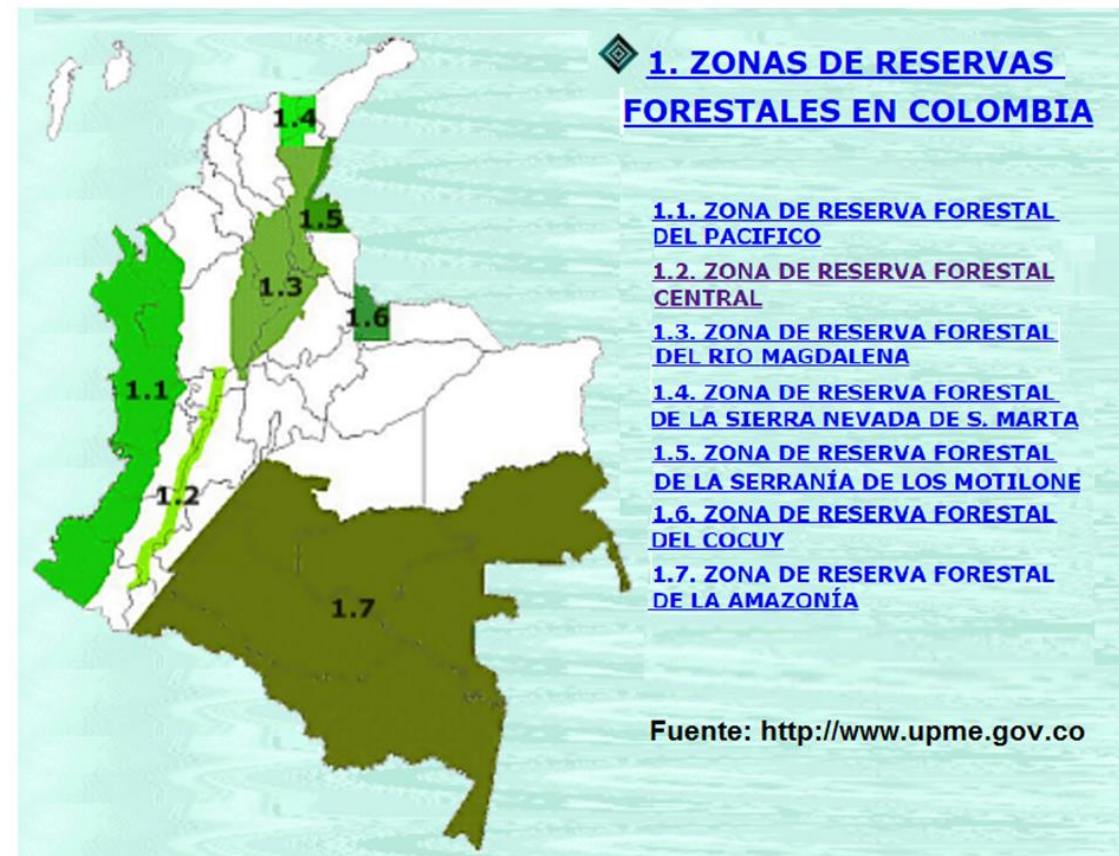 1. ZONAS DE RESERVAS
FORESTALES EN COLOMBIA
1.1. ZONA DE RESERVA FORESTAL
DEL PACIFICO
1.2. ZONA DE RESERVA FORESTAL
CENTRAL
1.3. ZONA DE RESERVA FORESTAL
DEL RIO MAGDALENA
1.4. ZONA DE RESERVA FORESTAL
DE LA SIERRA NEVADA DE S. MARTA
1.5. ZONA DE RESERVA FORESTAL
DE LA SERRANÍA DE LOS MOTILONE
1.6. ZONA DE RESERVA FORESTAL
DEL COCUY
1.7. ZONA DE RESERVA FORESTAL
DE LA AMAZONÍA
Fuente: http://www.upme.gov.co
1.4
1.5
1.3
1.6
1.1
1.2
1.7